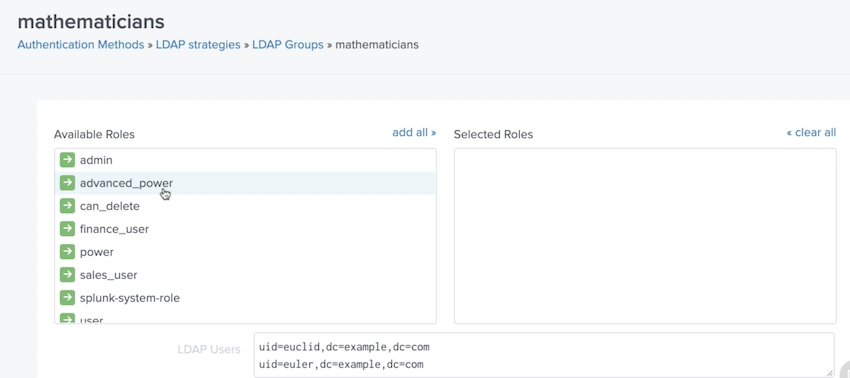 mathematicians
Authentication Methods » LDAP strategies » LDAP Groups » mathematicians
Available Roles
add all »
admin
advanced_power
can_delete
finance_user
power
sales_user
splunk-system-role
user
Selected Roles
« clear all
LDAP Users
uid=euclid,dc=example,dc=com
uid=euler,dc=example,dc=com